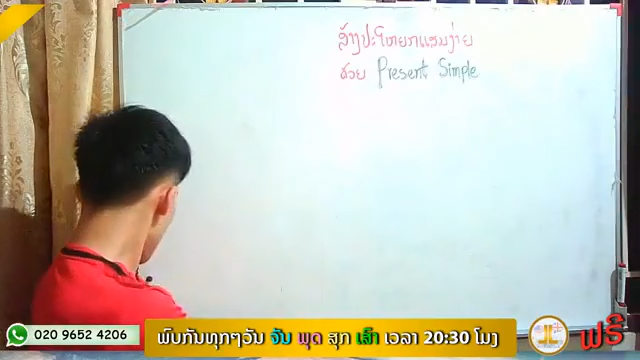 ສ້າງປະໂຫຍກແສນງ່າຍ
ດ້ວຍ Present Simple
020 9652 4206
ພົບກັນທຸກໆວັນ ຈັນ ພຸດ ສຸກ ເສົາ ເວລາ 20:30 ໂມງ
ຟຣີ